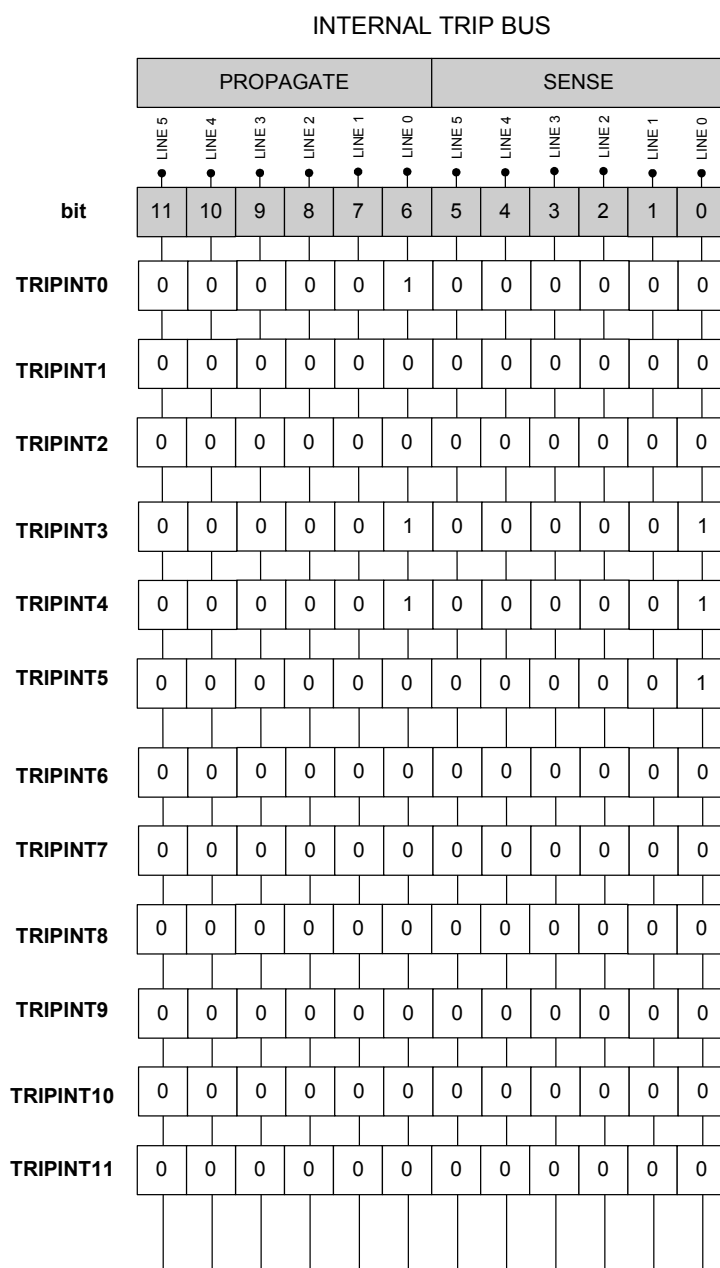 INTERNAL TRIP BUS
PROPAGATE SENSE
LINE 5 LINE 4 LINE 3 LINE 2 LINE 1 LINE 0 LINE 5 LINE 4 LINE 3 LINE 2 LINE 1 LINE 0
bit 11 10 9 8 7 6 5 4 3 2 1 0
TRIPINT0 0 0 0 0 0 1 0 0 0 0 0 0
TRIPINT1 0 0 0 0 0 0 0 0 0 0 0 0
TRIPINT2 0 0 0 0 0 0 0 0 0 0 0 0
TRIPINT3 0 0 0 0 0 1 0 0 0 0 0 1
TRIPINT4 0 0 0 0 0 1 0 0 0 0 0 1
TRIPINT5 0 0 0 0 0 0 0 0 0 0 0 1
TRIPINT6 0 0 0 0 0 0 0 0 0 0 0 0
TRIPINT7 0 0 0 0 0 0 0 0 0 0 0 0
TRIPINT8 0 0 0 0 0 0 0 0 0 0 0 0
TRIPINT9 0 0 0 0 0 0 0 0 0 0 0 0
TRIPINT10 0 0 0 0 0 0 0 0 0 0 0 0
TRIPINT11 0 0 0 0 0 0 0 0 0 0 0 0